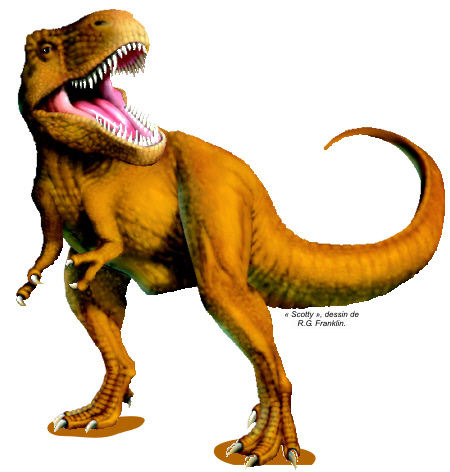 « Scotty », dessin de
R.G. Franklin.